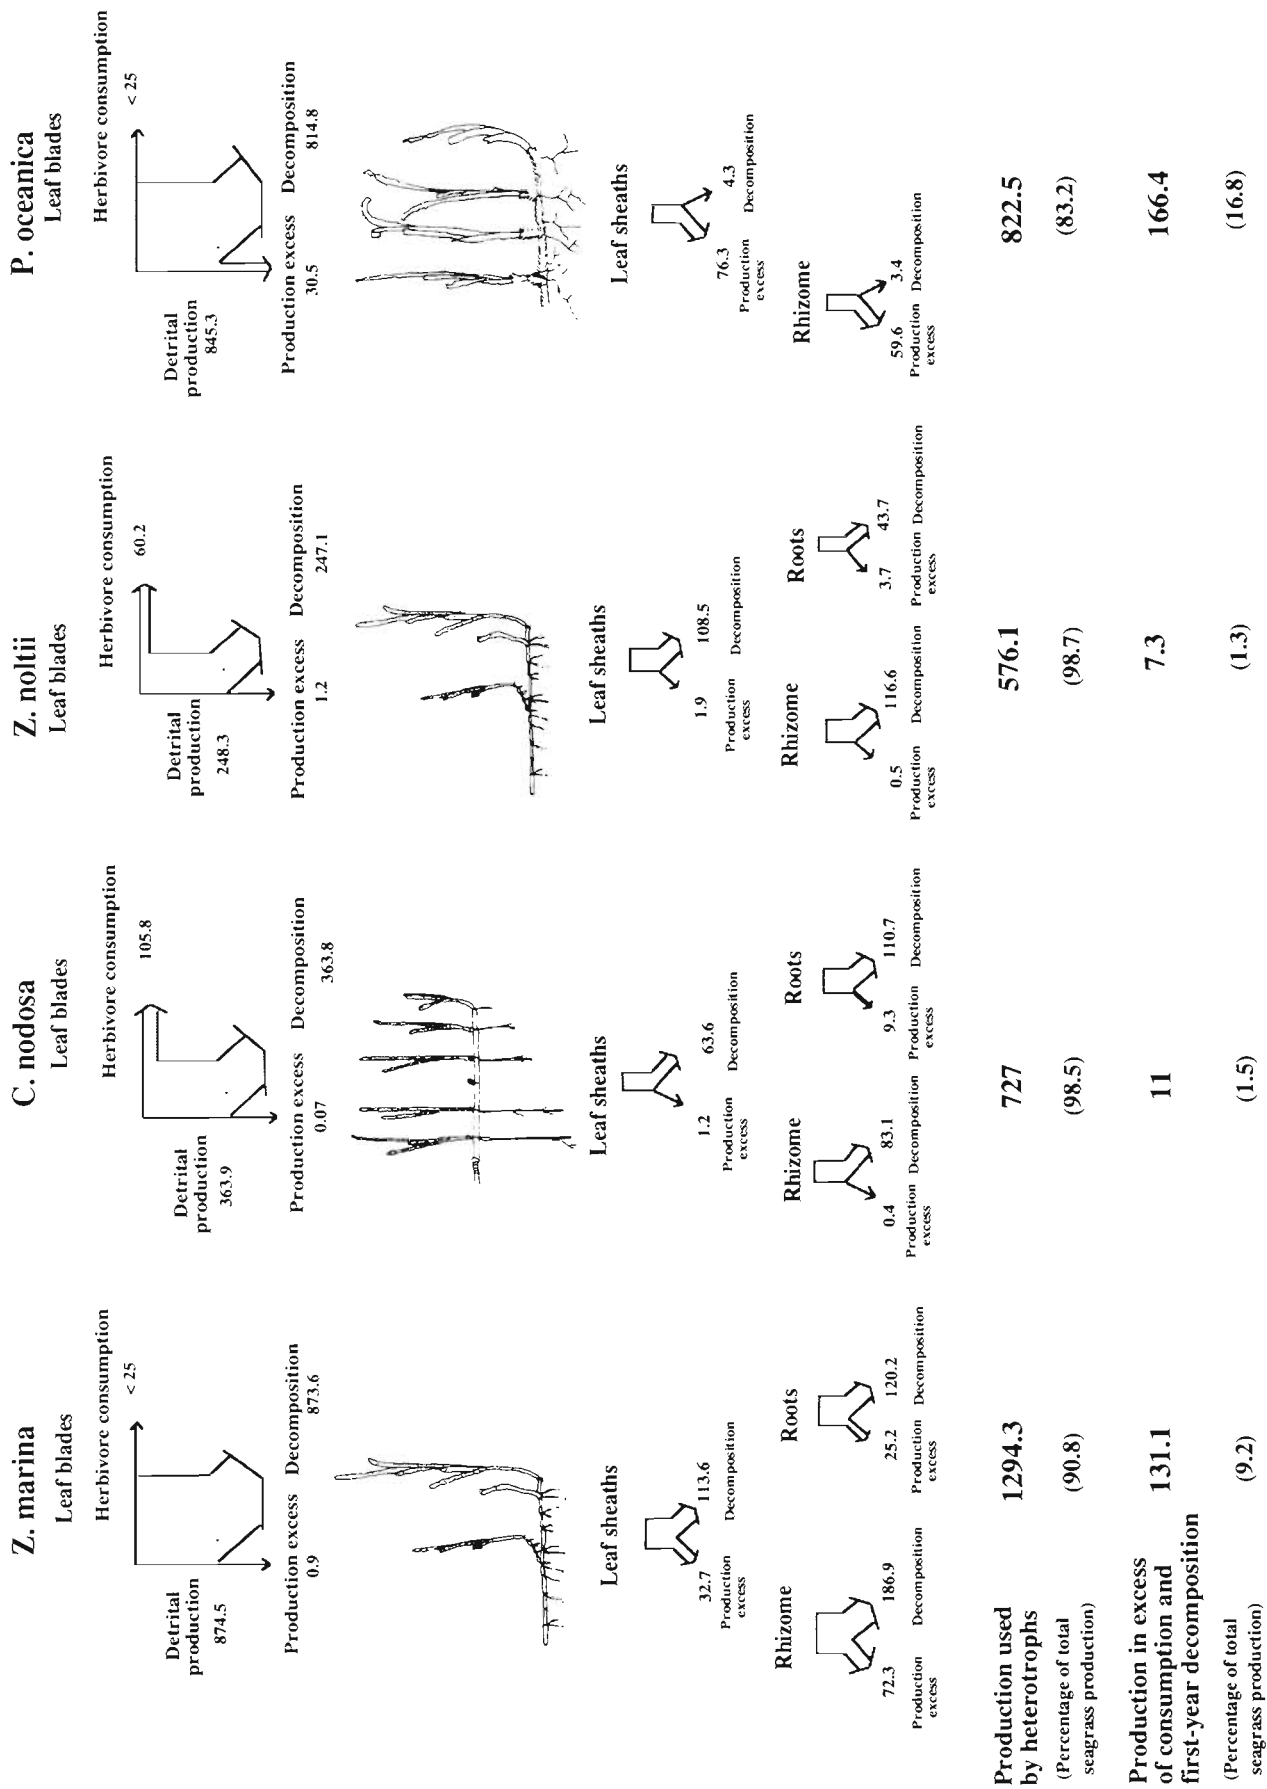 Z. marina
Leaf blades
Herbivore consumption
< 25
Detrital
production
874.5
Production excess
0.9
Decomposition
873.6
Leaf sheaths
32.7
Production
excess
113.6
Decomposition
Rhizome
72.3
Production
excess
186.9
Decomposition
Roots
25.2
Production
excess
120.2
Decomposition
C. nodosa
Leaf blades
Herbivore consumption
105.8
Detrital
production
363.9
Production excess
0.07
Decomposition
363.8
Leaf sheaths
1.2
Production
excess
63.6
Decomposition
Rhizome
0.4
Production
excess
83.1
Decomposition
Roots
9.3
Production
excess
110.7
Decomposition
Z. noltii
Leaf blades
Herbivore consumption
60.2
Detrital
production
248.3
Production excess
1.2
Decomposition
247.1
Leaf sheaths
1.9
Production
excess
108.5
Decomposition
Rhizome
0.5
Production
excess
116.6
Decomposition
Roots
3.7
Production
excess
43.7
Decomposition
P. oceanica
Leaf blades
Herbivore consumption
< 25
Detrital
production
845.3
Production excess
30.5
Decomposition
814.8
Leaf sheaths
76.3
Production
excess
4.3
Decomposition
Rhizome
59.6
Production
excess
3.4
Decomposition
Production used
by heterotrophs
1294.3
727
576.1
822.5
(Percentage of total
seagrass production)
(90.8)
(98.5)
(98.7)
(83.2)
Production in excess
of consumption and
first-year decomposition
131.1
11
7.3
166.4
(Percentage of total
seagrass production)
(9.2)
(1.5)
(1.3)
(16.8)